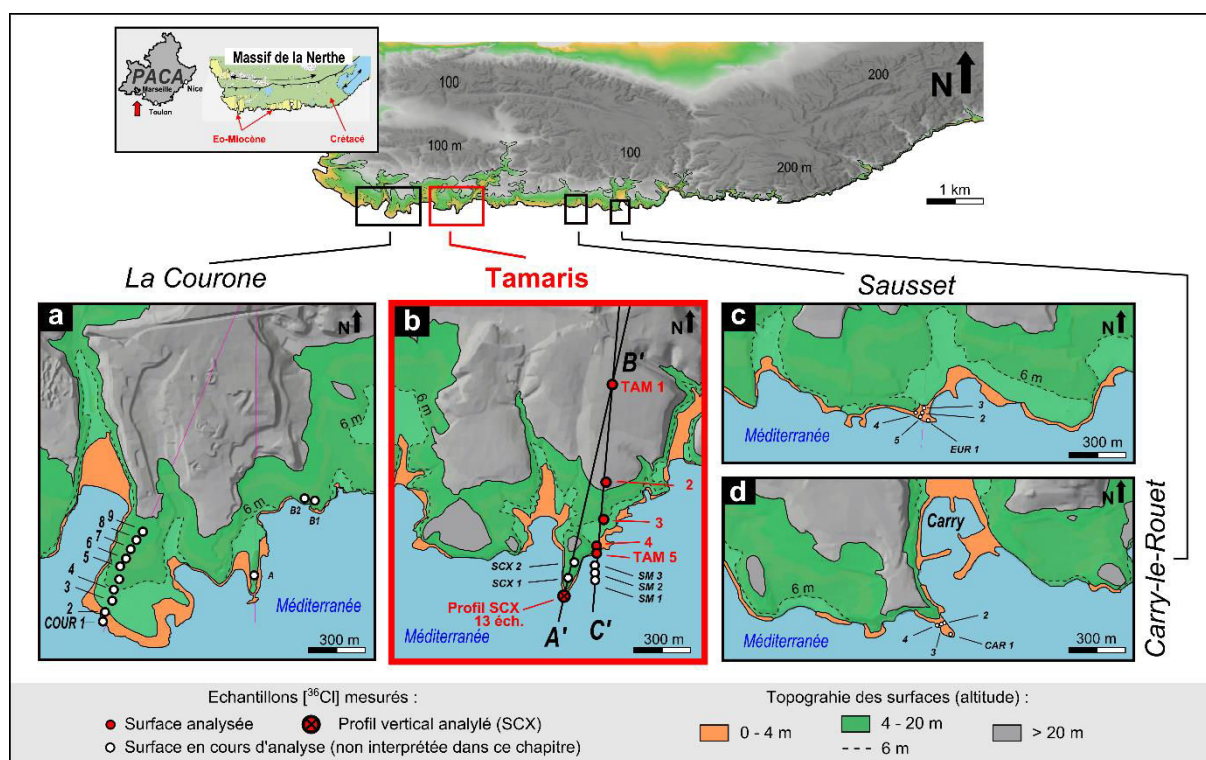 PACA
Marseille
Nice
Toulon
Massif de la Nerthe
Eo-Miocène
Crétacé
100
200
N
100 m
100
200 m
1 km
La Courone
Tamaris
Sausset
Carry-le-Rouet
a
N
6 m
6 m
9
8
7
6
5
4
3
2
COUR 1
B2
B1
A
Méditerranée
300 m
b
N
B'
TAM 1
6 m
2
3
4
TAM 5
SCX 2
SCX 1
SM 3
SM 2
SM 1
Profil SCX
13 éch.
A'
C'
Méditerranée
300 m
c
N
6 m
6 m
3
4
2
5
EUR 1
Méditerranée
300 m
d
N
Carry
6 m
2
4
3
CAR 1
Méditerranée
300 m
Echantillons [³⁶Cl] mesurés :
Surface analysée
Profil vertical analylé (SCX)
Surface en cours d'analyse (non interprétée dans ce chapitre)
Topograhie des surfaces (altitude) :
0 - 4 m
4 - 20 m
> 20 m
6 m